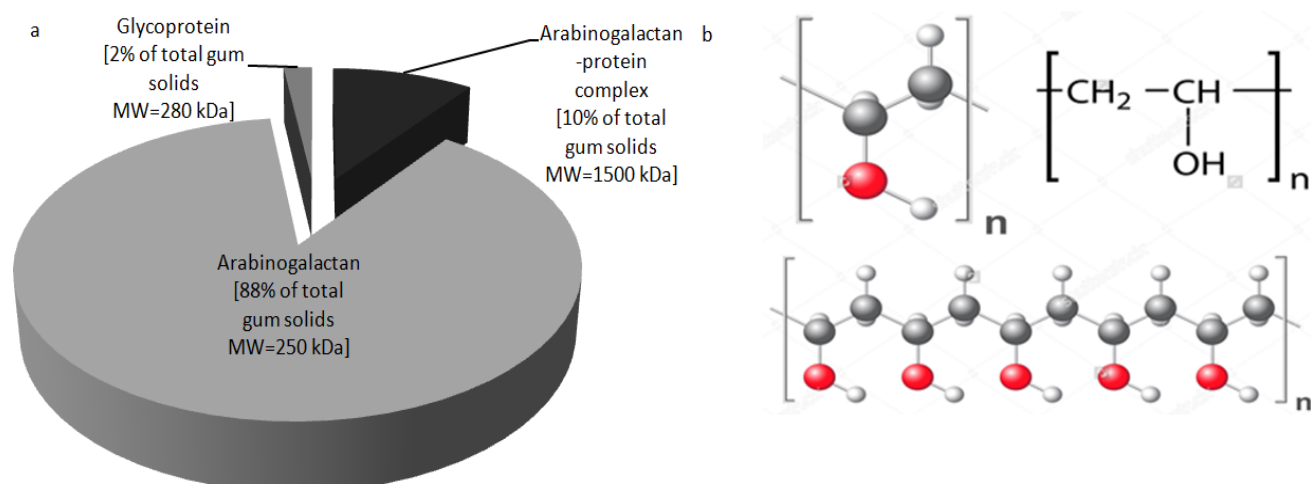 a
Glycoprotein
[2% of total gum
solids
MW=280 kDa]
Arabinogalactan
-protein
complex
[10% of total
gum solids
MW=1500 kDa]
Arabinogalactan
[88% of total
gum solids
MW=250 kDa]
b
n
CH2 – CH
OH
n
n